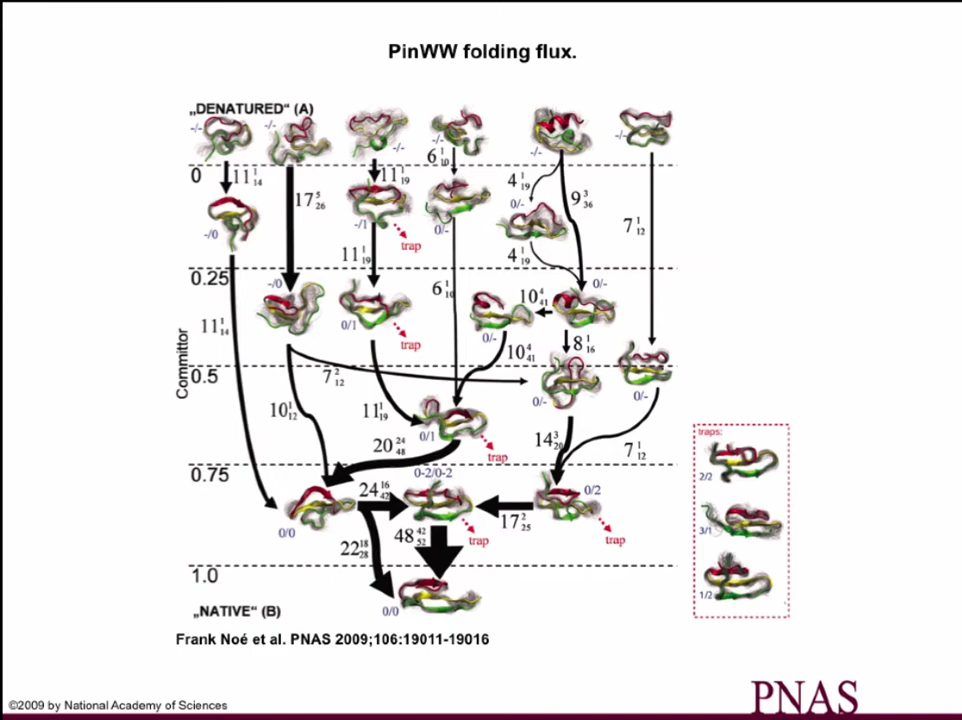 PinWW folding flux.
„DENATURED“ (A)
-/-
-/-
-/-
-/-
-/-
-/-
0
11 1 14
17 5 26
11 1 19
6 1 10
4 1 19
9 3 36
7 1 12
-/0
-/1
trap
0/-
0/-
11 1 19
4 1 19
0.25
-/0
0/1
trap
6 1 10
0/-
10 4 41
0/-
11 1 14
10 4 41
8 1 16
Committor
0.5
7 2 12
0/-
0/-
10 1 12
11 1 19
0/1
trap
20 24 48
14 3 20
7 1 12
0.75
0-2/0-2
0/2
0/0
24 16 42
trap
17 2 25
trap
22 18 28
48 42 52
1.0
„NATIVE“ (B)
0/0
traps:
2/2
3/1
1/2
Frank Noé et al. PNAS 2009;106:19011-19016
©2009 by National Academy of Sciences
PNAS